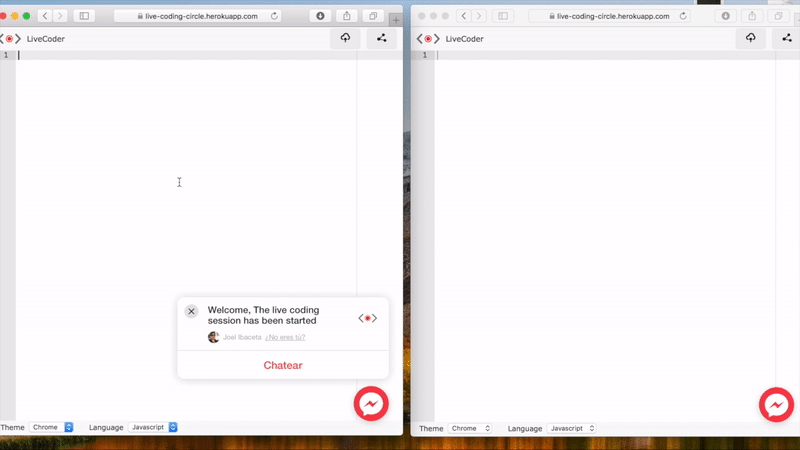 live-coding-circle.herokuapp.com
LiveCoder
1
Welcome, The live coding
session has been started
Joel Ibaceta ¿No eres tú?
Chatear
Theme Chrome Language Javascript
live-coding-circle.herokuapp.com
LiveCoder
1
Theme Chrome Language Javascript